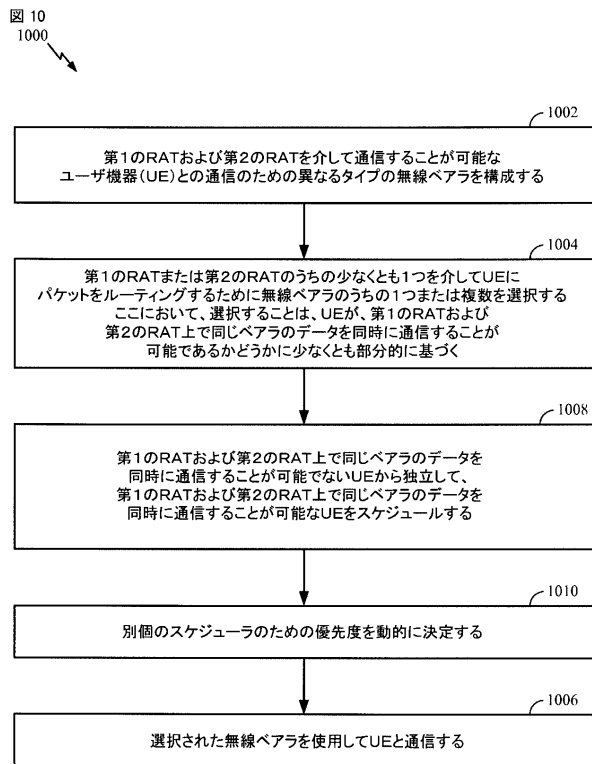 図 10
1000
1002
第1のRATおよび第2のRATを介して通信することが可能な
ユーザ機器(UE)との通信のための異なるタイプの無線ベアラを構成する
1004
第1のRATまたは第2のRATのうちの少なくとも1つを介してUEに
パケットをルーティングするために無線ベアラのうちの1つまたは複数を選択する
ここにおいて、選択することは、UEが、第1のRATおよび
第2のRAT上で同じベアラのデータを同時に通信することが
可能であるかどうかに少なくとも部分的に基づく
1008
第1のRATおよび第2のRAT上で同じベアラのデータを
同時に通信することが可能でないUEから独立して、
第1のRATおよび第2のRAT上で同じベアラのデータを
同時に通信することが可能なUEをスケジュールする
1010
別個のスケジューラのための優先度を動的に決定する
1006
選択された無線ベアラを使用してUEと通信する